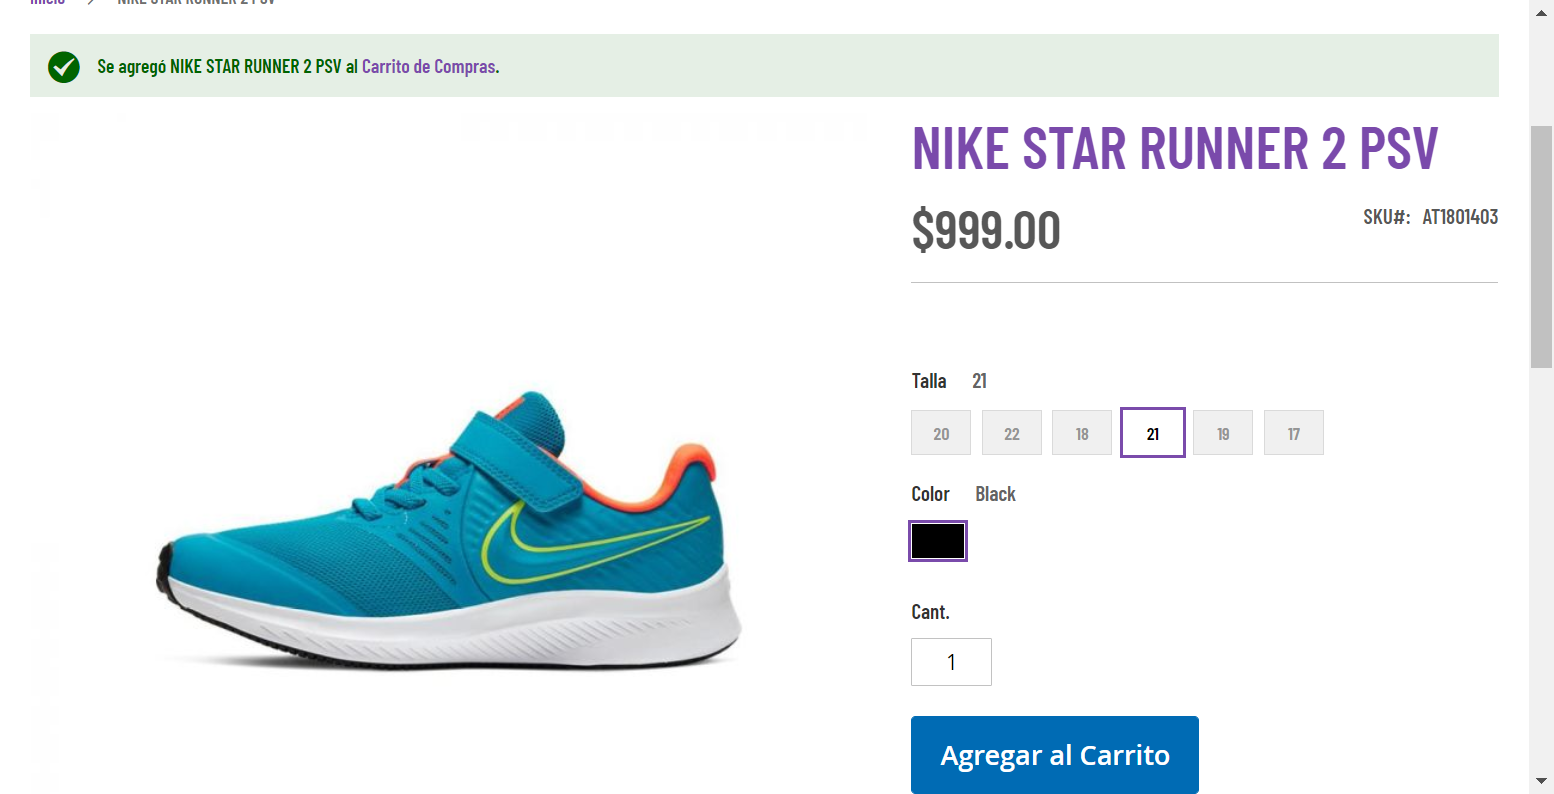 Inicio > NIKE STAR RUNNER 2 PSV
Se agregó NIKE STAR RUNNER 2 PSV al Carrito de Compras.
NIKE STAR RUNNER 2 PSV
$999.00
SKU#: AT1801403
Talla 21
20 22 18 21 19 17
Color Black
Cant.
1
Agregar al Carrito